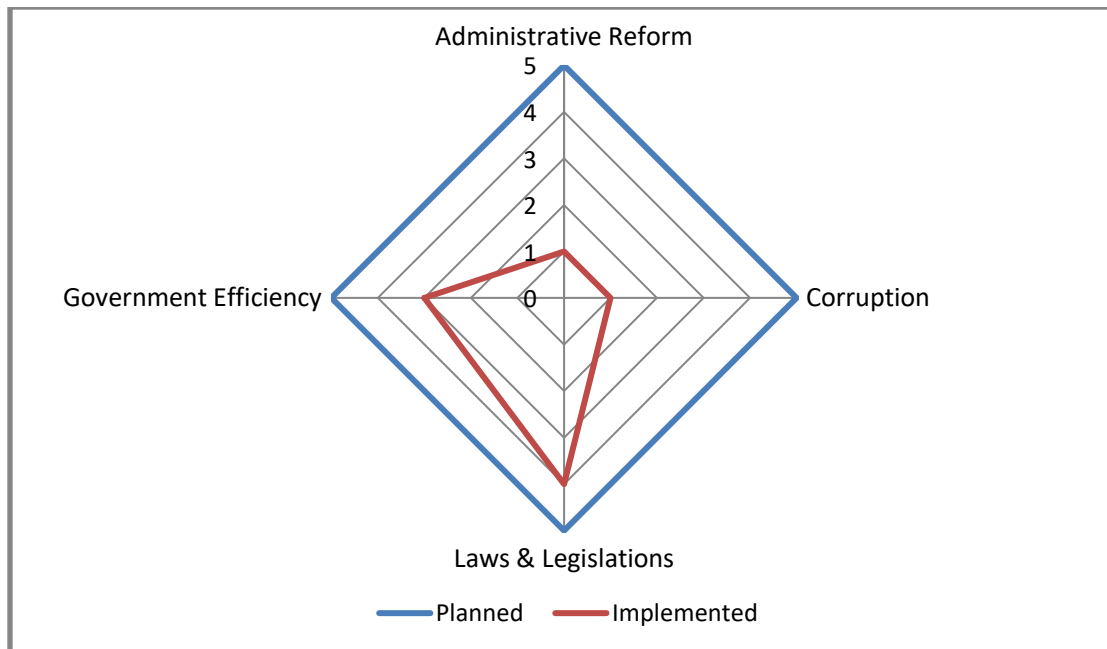 Administrative Reform
5
4
3
2
1
0
Government Efficiency
Corruption
Laws & Legislations
Planned
Implemented